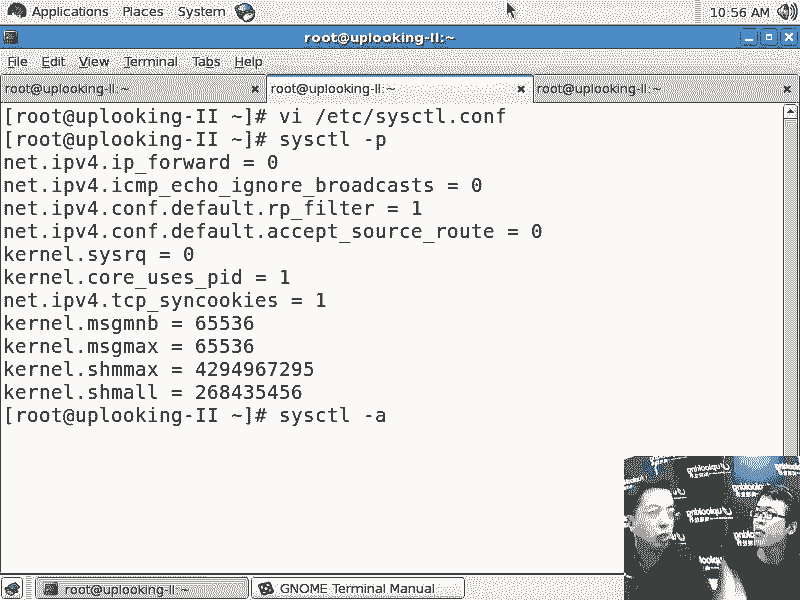 Applications Places System 10:56 AM
root@uplooking-II:~
File Edit View Terminal Tabs Help
root@uplooking-II:~ root@uplooking-II:~ root@uplooking-II:~
[root@uplooking-II ~]# vi /etc/sysctl.conf
[root@uplooking-II ~]# sysctl -p
net.ipv4.ip_forward = 0
net.ipv4.icmp_echo_ignore_broadcasts = 0
net.ipv4.conf.default.rp_filter = 1
net.ipv4.conf.default.accept_source_route = 0
kernel.sysrq = 0
kernel.core_uses_pid = 1
net.ipv4.tcp_syncookies = 1
kernel.msgmnb = 65536
kernel.msgmax = 65536
kernel.shmmax = 4294967295
kernel.shmall = 268435456
[root@uplooking-II ~]# sysctl -a
root@uplooking-II:~ GNOME Terminal Manual